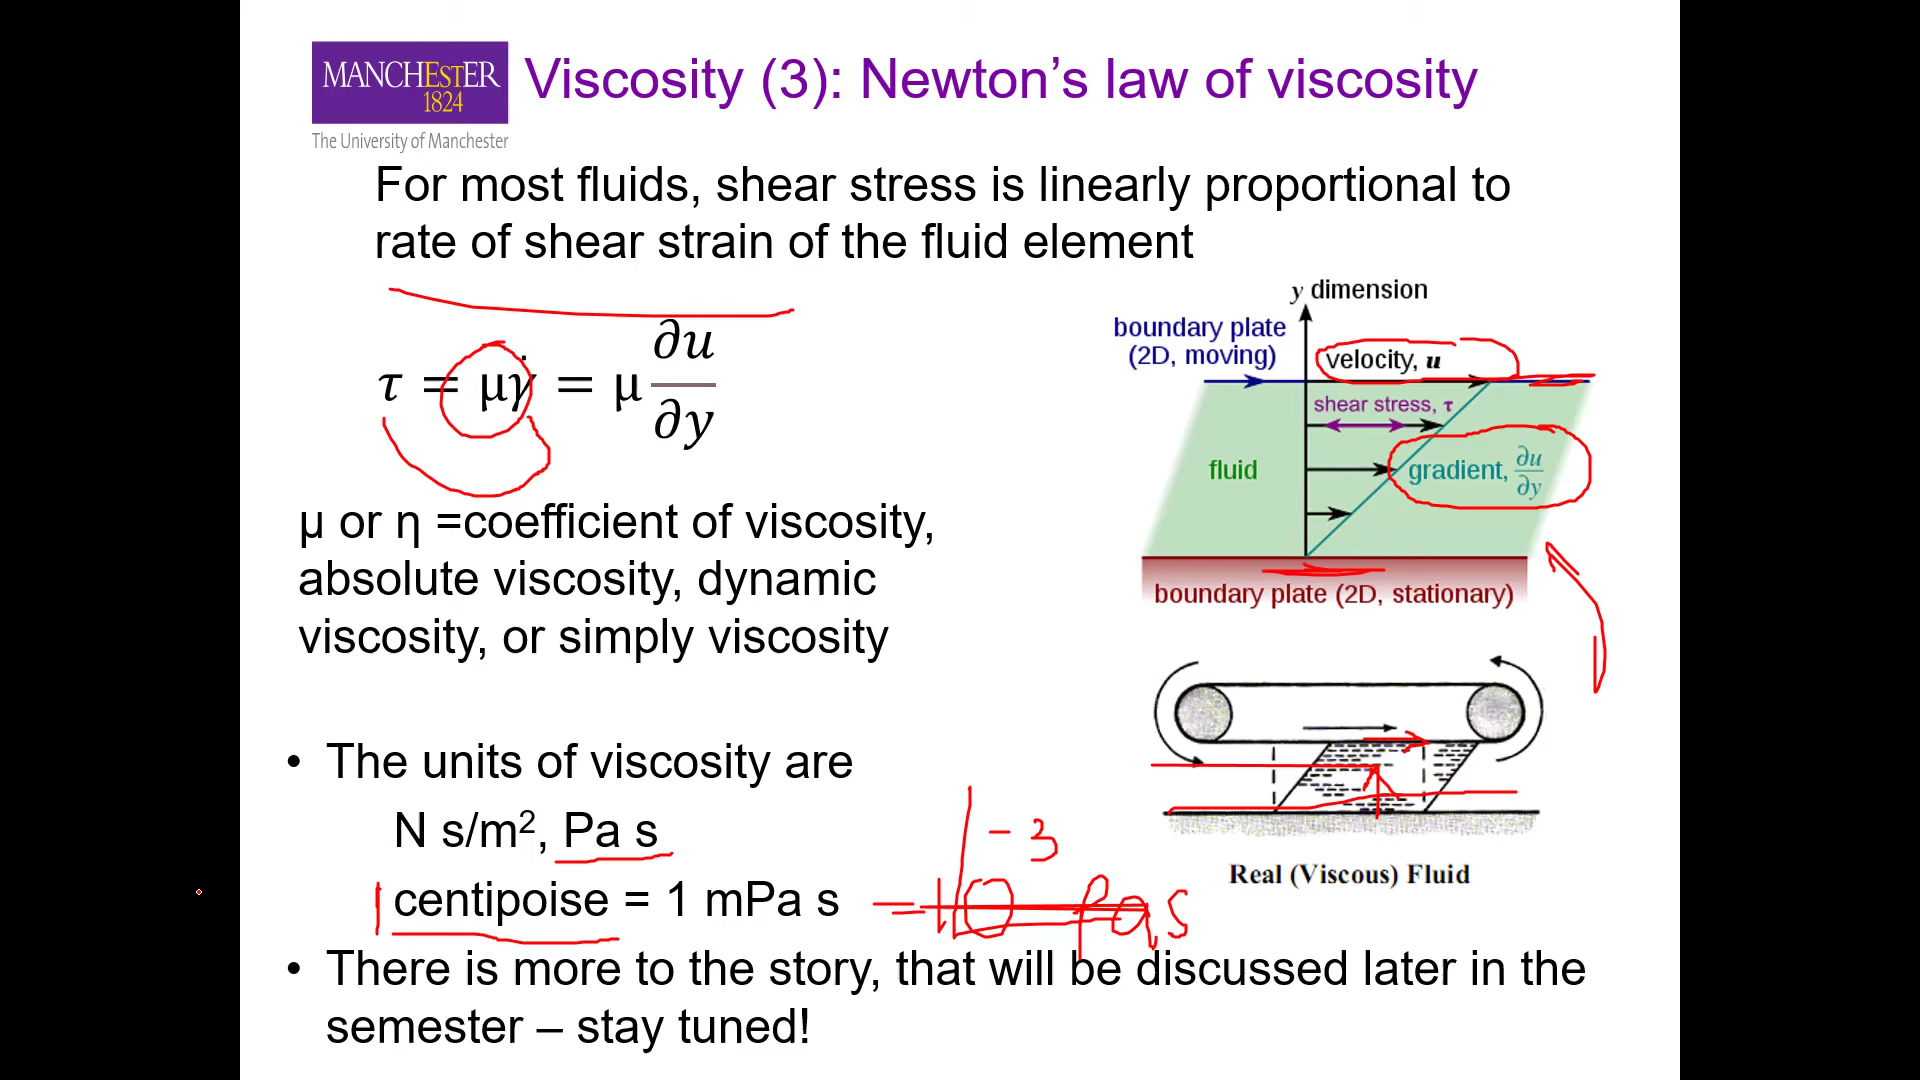 MANCHESTER
1824
The University of Manchester
Viscosity (3): Newton's law of viscosity
For most fluids, shear stress is linearly proportional to
rate of shear strain of the fluid element
τ = μγ̇ = μ ∂u/∂y
μ or η =coefficient of viscosity,
absolute viscosity, dynamic
viscosity, or simply viscosity
y dimension
boundary plate
(2D, moving)
velocity, u
shear stress, τ
fluid
gradient, ∂u/∂y
boundary plate (2D, stationary)
Real (Viscous) Fluid
• The units of viscosity are
N s/m², Pa s
1 centipoise = 1 mPa s = 10⁻³ Pa s
• There is more to the story, that will be discussed later in the
semester – stay tuned!